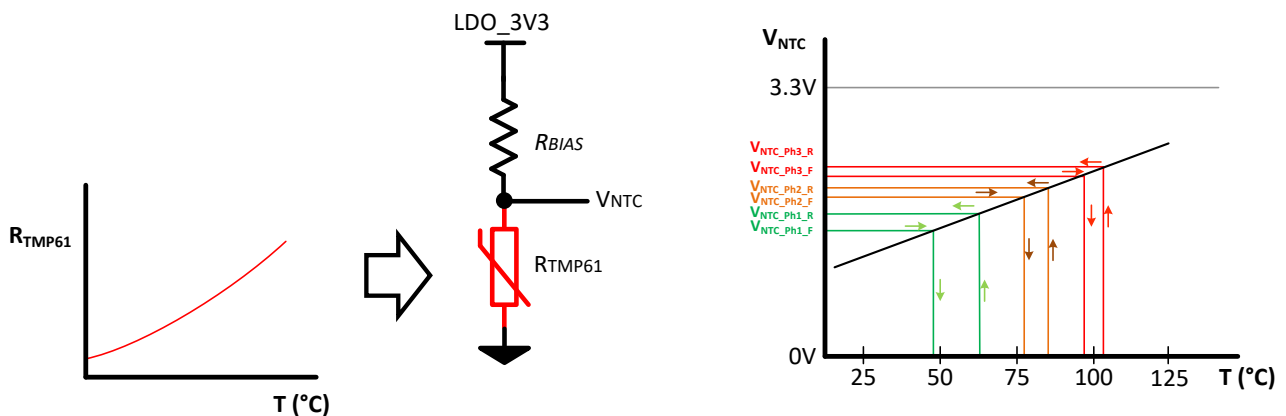 LDO_3V3
RBIAS
VNTC
RTMP61
RTMP61
T (°C)
VNTC
3.3V
VNTC_Ph3_R
VNTC_Ph3_F
VNTC_Ph2_R
VNTC_Ph2_F
VNTC_Ph1_R
VNTC_Ph1_F
0V
25 50 75 100 125 T (°C)